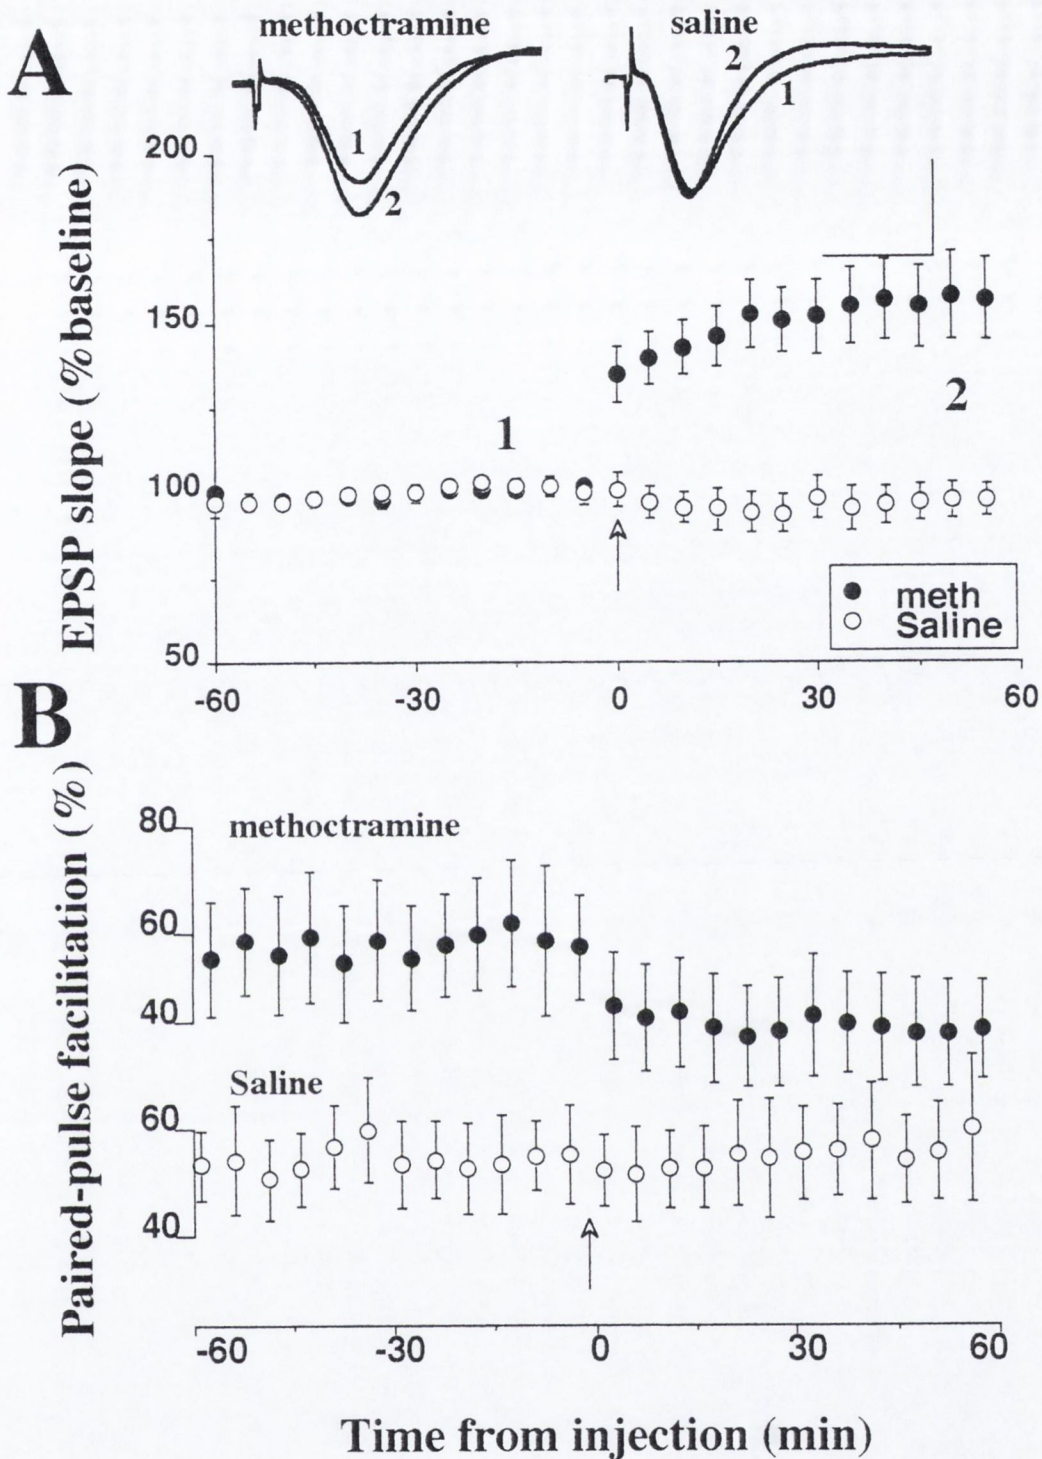 A
methoctramine
saline
1
2
2
1
EPSP slope (% baseline)
200
150
100
50
1
2
meth
Saline
-60
-30
0
30
60
B
Paired-pulse facilitation (%)
80
methoctramine
60
40
Saline
60
40
-60
-30
0
30
60
Time from injection (min)